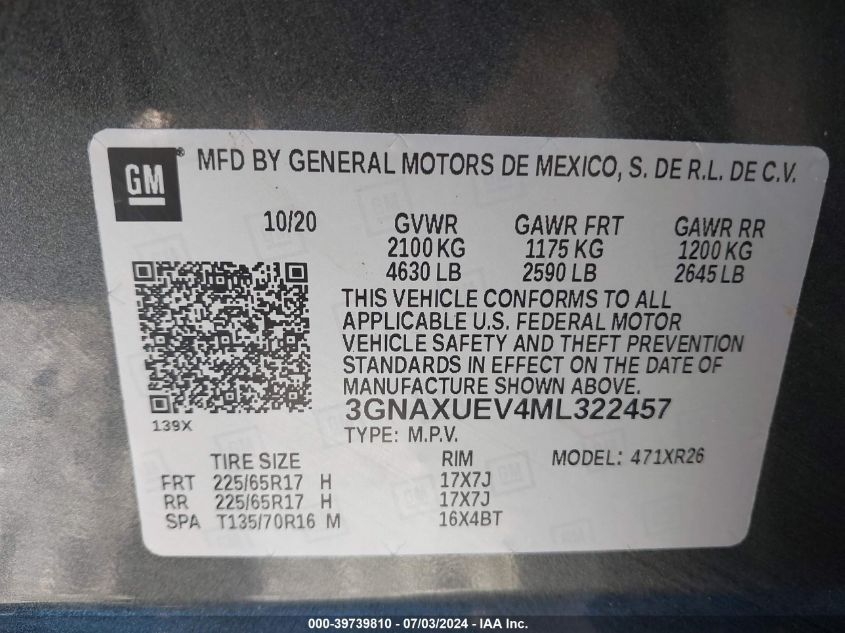 GM ® MFD BY GENERAL MOTORS DE MEXICO, S. DE R.L. DE C.V.
10/20 GVWR GAWR FRT GAWR RR
2100 KG 1175 KG 1200 KG
4630 LB 2590 LB 2645 LB
THIS VEHICLE CONFORMS TO ALL
APPLICABLE U.S. FEDERAL MOTOR
VEHICLE SAFETY AND THEFT PREVENTION
STANDARDS IN EFFECT ON THE DATE OF
MANUFACTURE SHOWN ABOVE.
3GNAXUEV4ML322457
139X TYPE: M.P.V.
TIRE SIZE RIM MODEL: 471XR26
FRT 225/65R17 H 17X7J
RR 225/65R17 H 17X7J
SPA T135/70R16 M 16X4BT
000-39739810 - 07/03/2024 - IAA Inc.